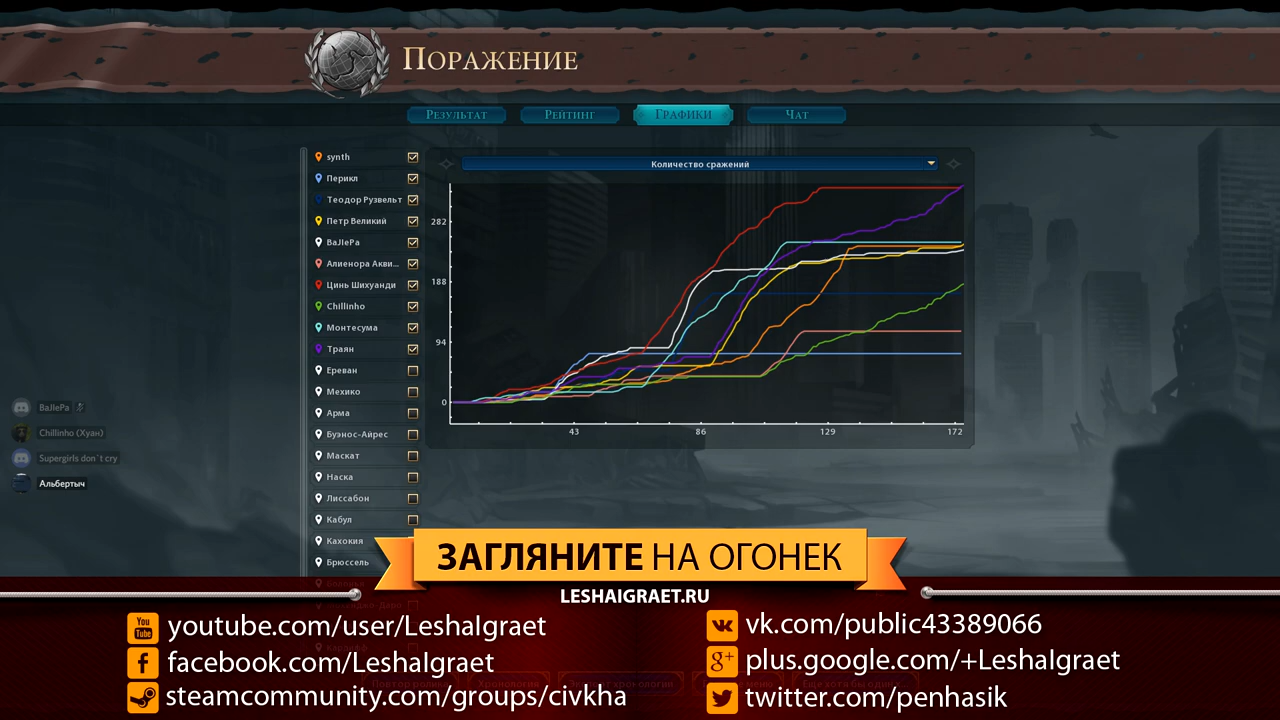 Поражение
Результат
Рейтинг
Графики
Чат
Количество сражений
synth
Перикл
Теодор Рузвельт
Петр Великий
BaJIePa
Алиенора Акви...
Цинь Шихуанди
Chillinho
Монтесума
Траян
Ереван
Мехико
Арма
Буэнос-Айрес
Маскат
Наска
Лиссабон
Кабул
Кахокия
Брюссель
282
188
94
0
43
86
129
172
BaJIePa
Chillinho (Хуан)
Supergirls don`t cry
Альбертыч
ЗАГЛЯНИТЕ НА ОГОНЕК
LESHAIGRAET.RU
You Tube
youtube.com/user/LeshaIgraet
facebook.com/LeshaIgraet
steamcommunity.com/groups/civkha
vk.com/public43389066
g+
plus.google.com/+LeshaIgraet
twitter.com/penhasik